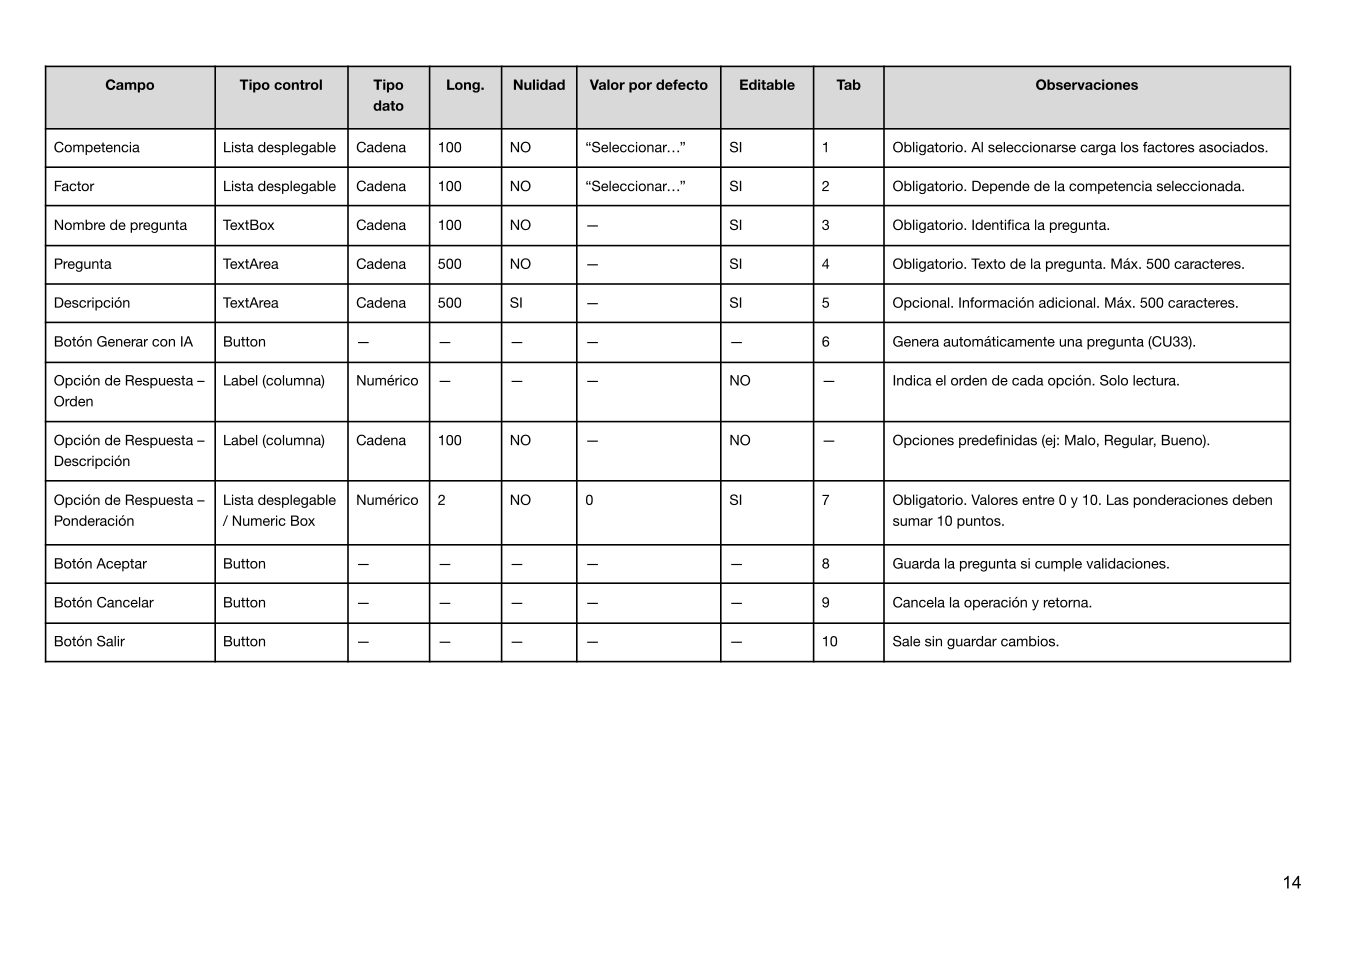 Campo Tipo control Tipo dato Long. Nulidad Valor por defecto Editable Tab Observaciones
Competencia Lista desplegable Cadena 100 NO “Seleccionar…” SI 1 Obligatorio. Al seleccionarse carga los factores asociados.
Factor Lista desplegable Cadena 100 NO “Seleccionar…” SI 2 Obligatorio. Depende de la competencia seleccionada.
Nombre de pregunta TextBox Cadena 100 NO — SI 3 Obligatorio. Identifica la pregunta.
Pregunta TextArea Cadena 500 NO — SI 4 Obligatorio. Texto de la pregunta. Máx. 500 caracteres.
Descripción TextArea Cadena 500 SI — SI 5 Opcional. Información adicional. Máx. 500 caracteres.
Botón Generar con IA Button — — — — — 6 Genera automáticamente una pregunta (CU33).
Opción de Respuesta – Orden Label (columna) Numérico — — — NO — Indica el orden de cada opción. Solo lectura.
Opción de Respuesta – Descripción Label (columna) Cadena 100 NO — NO — Opciones predefinidas (ej: Malo, Regular, Bueno).
Opción de Respuesta – Ponderación Lista desplegable / Numeric Box Numérico 2 NO 0 SI 7 Obligatorio. Valores entre 0 y 10. Las ponderaciones deben sumar 10 puntos.
Botón Aceptar Button — — — — — 8 Guarda la pregunta si cumple validaciones.
Botón Cancelar Button — — — — — 9 Cancela la operación y retorna.
Botón Salir Button — — — — — 10 Sale sin guardar cambios.
14